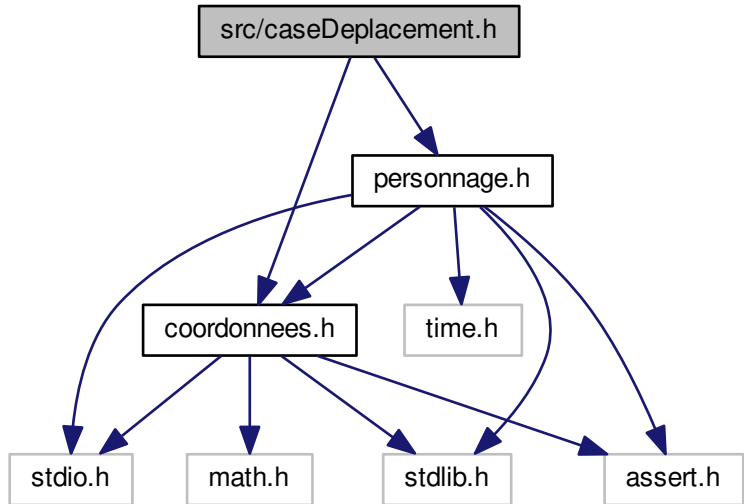 src/caseDeplacement.h
personnage.h
coordonnees.h
time.h
stdio.h
math.h
stdlib.h
assert.h